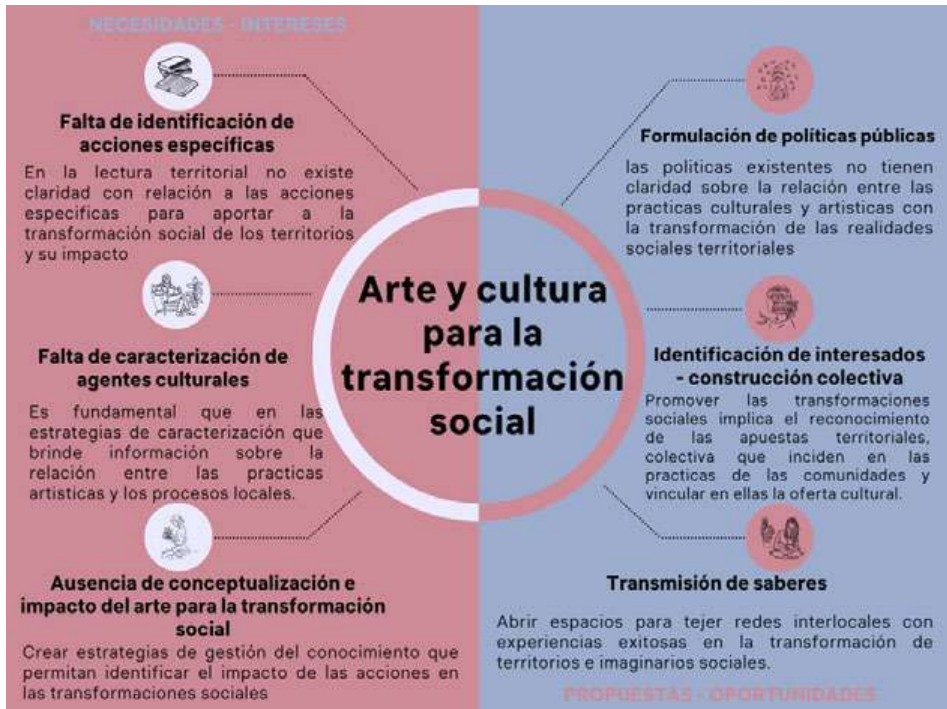 NECESIDADES - INTERESES
Falta de identificación de
acciones específicas
En la lectura territorial no existe
claridad con relación a las acciones
especificas para aportar a la
transformación social de los territorios
y su impacto
Falta de caracterización de
agentes culturales
Es fundamental que en las
estrategias de caracterización que
brinde información sobre la
relación entre las practicas
artisticas y los procesos locales.
Ausencia de conceptualización e
impacto del arte para la transformación
social
Crear estrategias de gestión del conocimiento que
permitan identificar el impacto de las acciones en
las transformaciones sociales
Arte y cultura
para la
transformación
social
Formulación de políticas públicas
las politicas existentes no tienen
claridad sobre la relación entre las
practicas culturales y artisticas con
la transformación de las realidades
sociales territoriales
Identificación de interesados
- construcción colectiva
Promover las transformaciones
sociales implica el reconocimiento
de las apuestas territoriales,
colectiva que inciden en las
practicas de las comunidades y
vincular en ellas la oferta cultural.
Transmisión de saberes
Abrir espacios para tejer redes interlocales con
experiencias exitosas en la transformación de
territorios e imaginarios sociales.
PROPUESTAS - OPORTUNIDADES